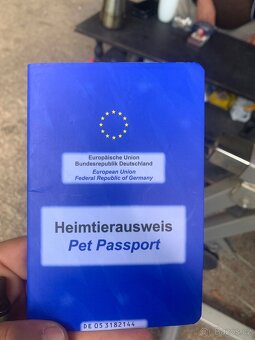 Europäische Union
Bundesrepublik Deutschland
European Union
Federal Republic of Germany
Heimtierausweis
Pet Passport
DE 05 3182144